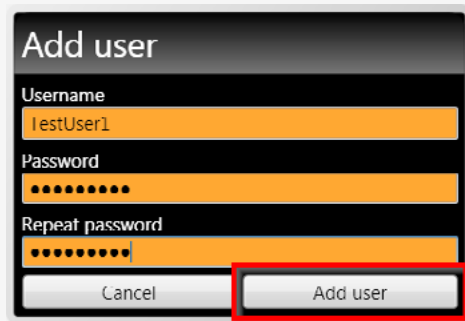 Add user
Username
TestUser1
Password
●●●●●●●●●
Repeat password
●●●●●●●●●
Cancel Add user